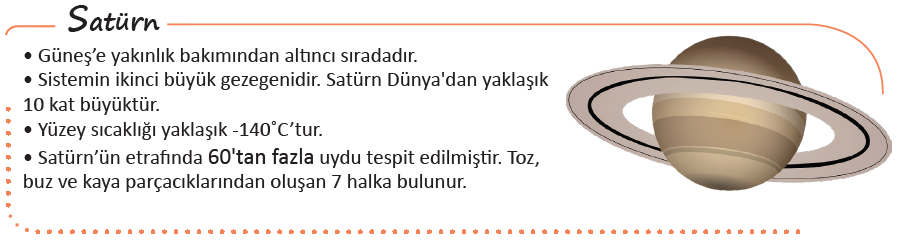 Satürn
• Güneş'e yakınlık bakımından altıncı sıradadır.
• Sistemin ikinci büyük gezegenidir. Satürn Dünya'dan yaklaşık
10 kat büyüktür.
• Yüzey sıcaklığı yaklaşık -140˚C'tur.
• Satürn'ün etrafında 60'tan fazla uydu tespit edilmiştir. Toz,
buz ve kaya parçacıklarından oluşan 7 halka bulunur.